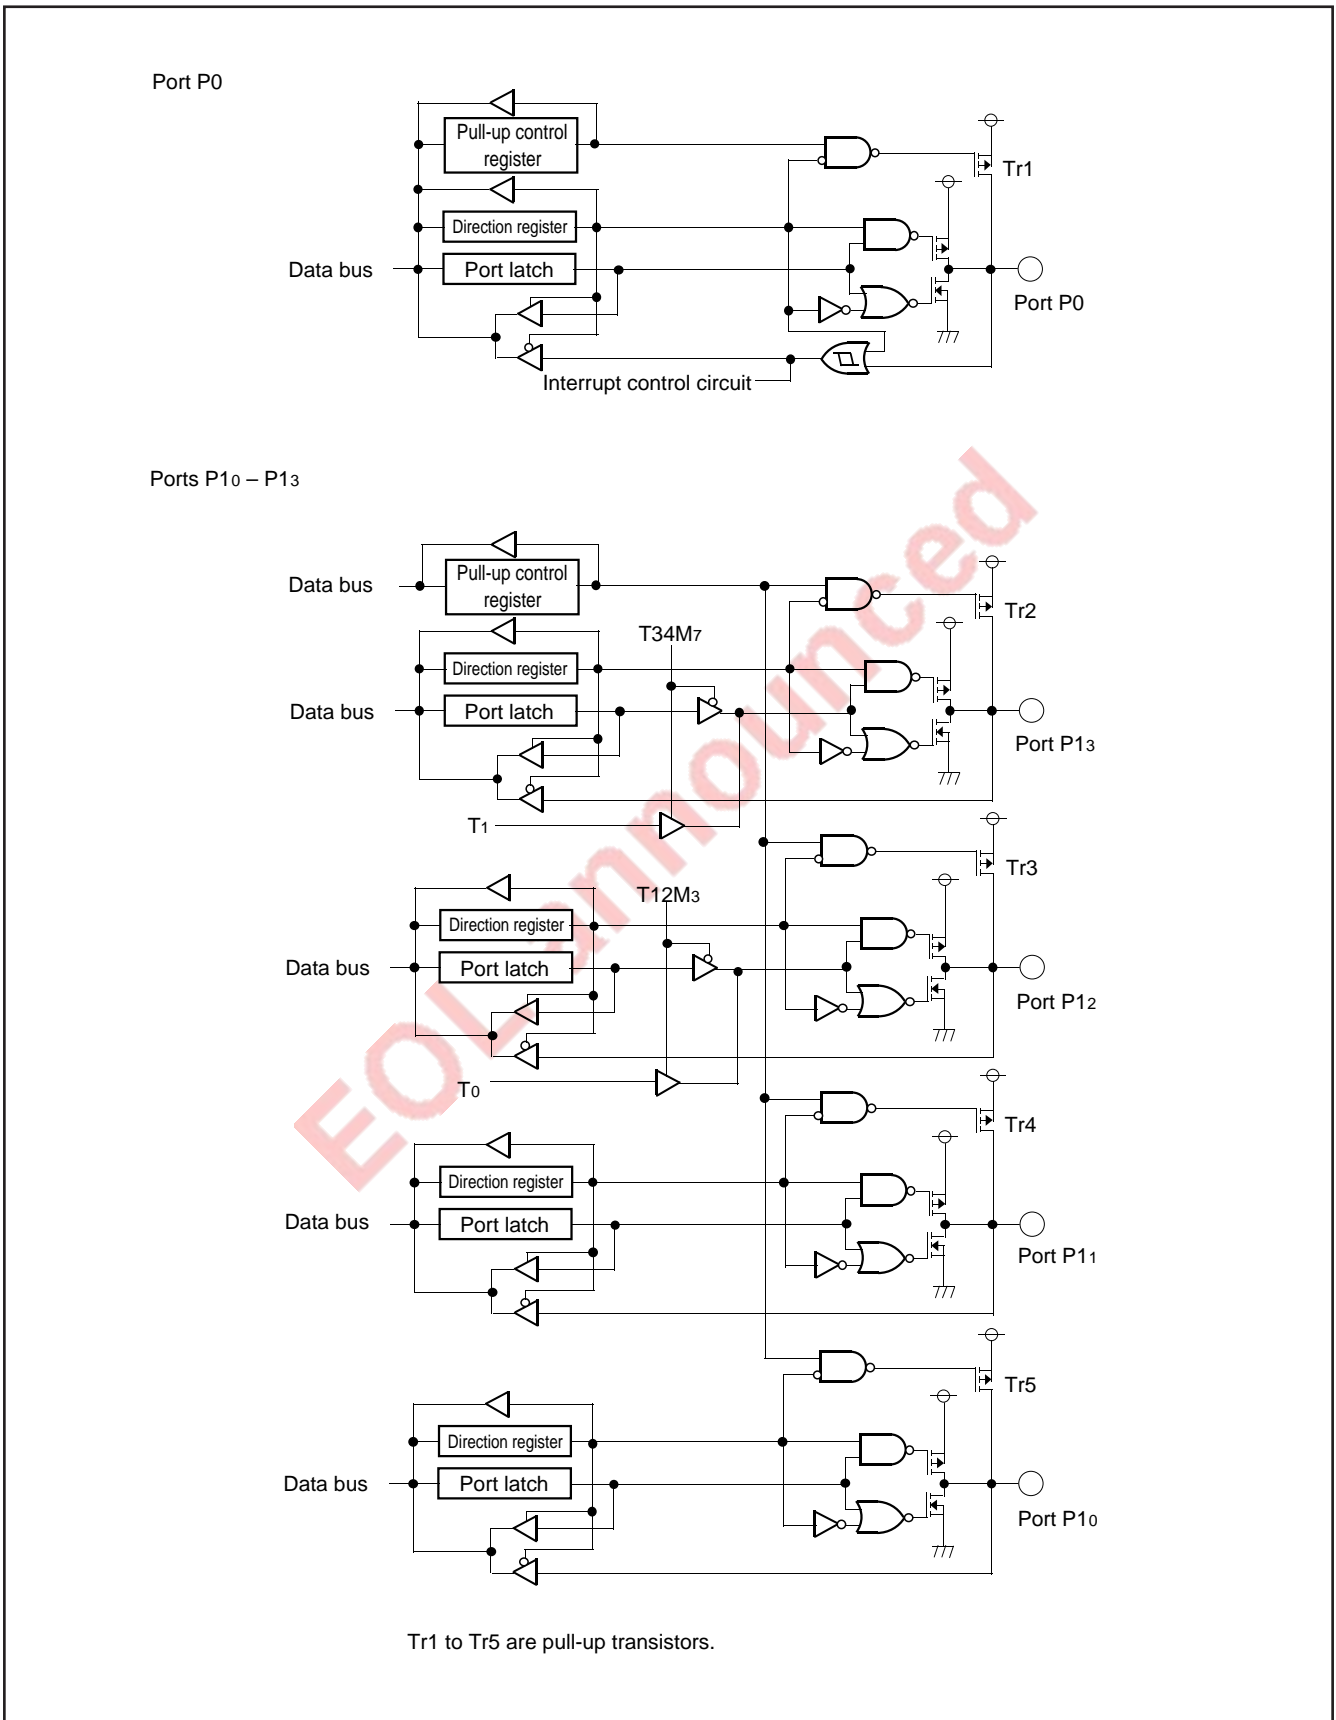 Port P0
Pull-up control
register
Tr1
Direction register
Data bus
Port latch
Port P0
Interrupt control circuit
Ports P10 – P13
Data bus
Pull-up control
register
Tr2
T34M7
Direction register
Data bus
Port latch
Port P13
T1
Tr3
T12M3
Direction register
Data bus
Port latch
Port P12
T0
Tr4
Direction register
Data bus
Port latch
Port P11
Tr5
Direction register
Data bus
Port latch
Port P10
Tr1 to Tr5 are pull-up transistors.
EOL announced